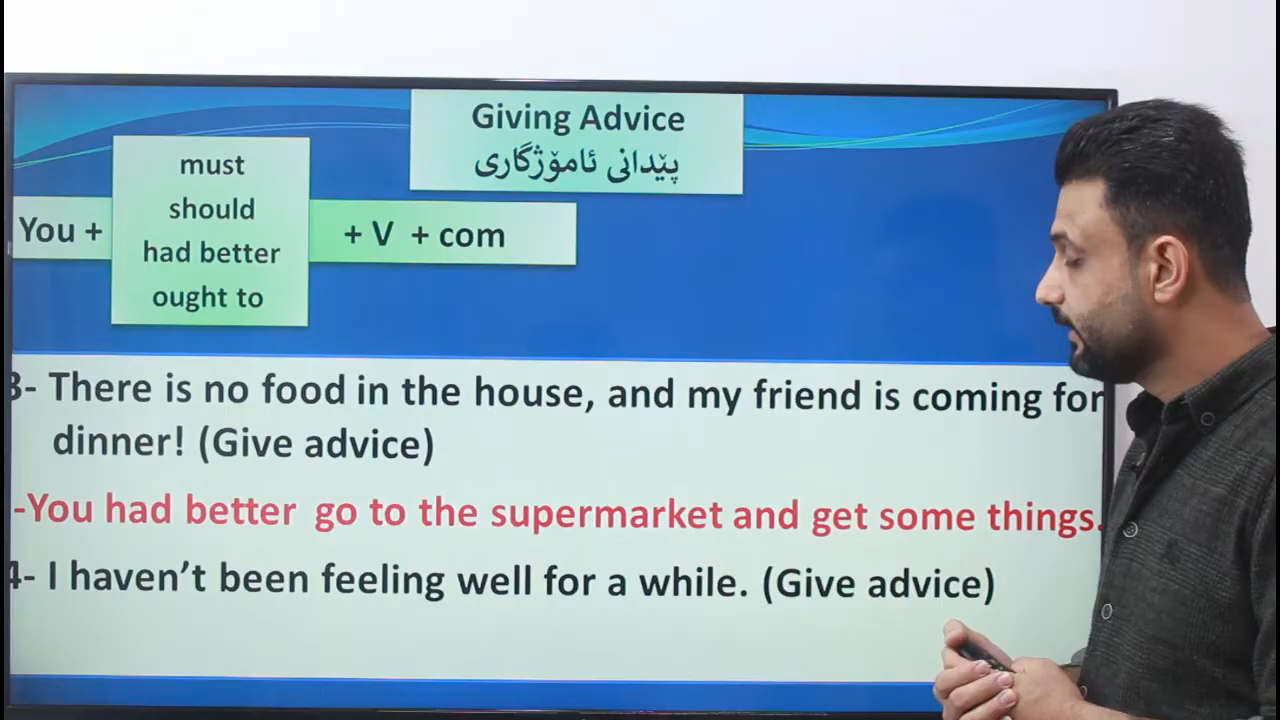 Giving Advice
پێدانی ئامۆژگاری
must
should
had better
ought to
You +
+ V + com
3- There is no food in the house, and my friend is coming for
dinner! (Give advice)
-You had better go to the supermarket and get some things.
4- I haven't been feeling well for a while. (Give advice)